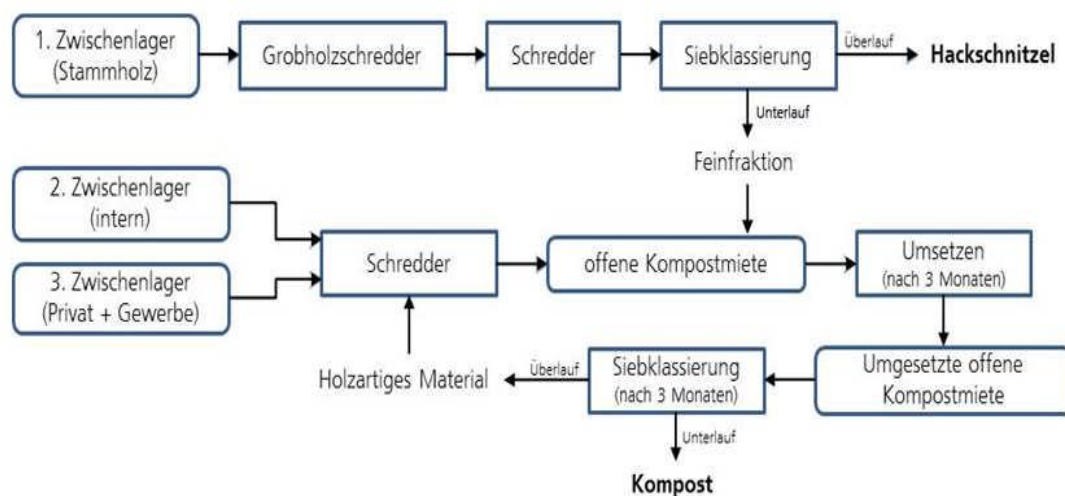 1. Zwischenlager
(Stammholz)
Grobholzschredder
Schredder
Siebklassierung
Überlauf
Hackschnitzel
Unterlauf
Feinfraktion
2. Zwischenlager
(intern)
3. Zwischenlager
(Privat + Gewerbe)
Schredder
offene Kompostmiete
Umsetzen
(nach 3 Monaten)
Umgesetzte offene
Kompostmiete
Siebklassierung
(nach 3 Monaten)
Überlauf
Holzartiges Material
Unterlauf
Kompost